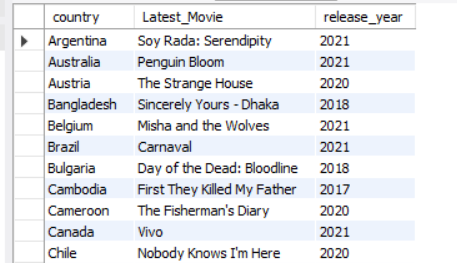 country Latest_Movie release_year
Argentina Soy Rada: Serendipity 2021
Australia Penguin Bloom 2021
Austria The Strange House 2020
Bangladesh Sincerely Yours - Dhaka 2018
Belgium Misha and the Wolves 2021
Brazil Carnaval 2021
Bulgaria Day of the Dead: Bloodline 2018
Cambodia First They Killed My Father 2017
Cameroon The Fisherman's Diary 2020
Canada Vivo 2021
Chile Nobody Knows I'm Here 2020